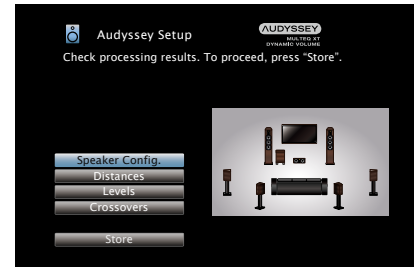 Audyssey Setup
AUDYSSEY
MULTEQ XT
DYNAMIC VOLUME
Check processing results. To proceed, press “Store”.
Speaker Config.
Distances
Levels
Crossovers
Store